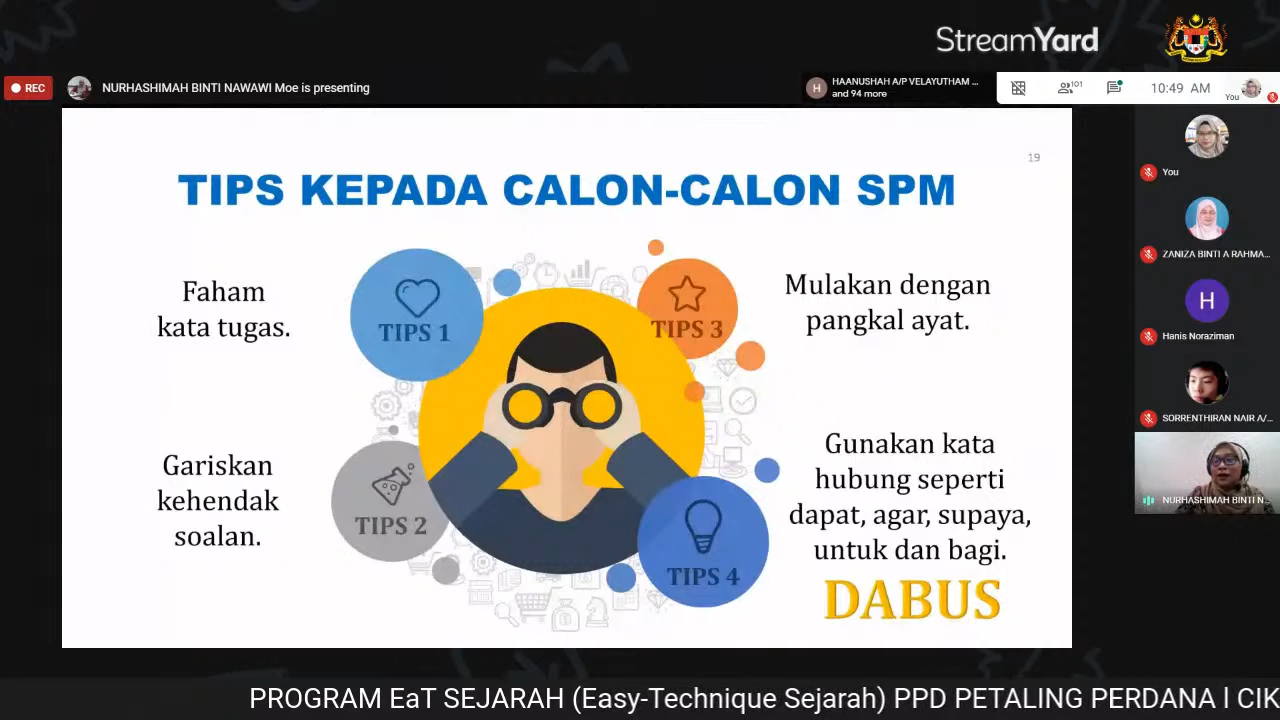 StreamYard
REC
NURHASHIMAH BINTI NAWAWI Moe is presenting
H
HAANUSHAH A/P VELAYUTHAM ...
and 94 more
101
10:49 AM
You
19
TIPS KEPADA CALON-CALON SPM
Faham
kata tugas.
TIPS 1
TIPS 3
Mulakan dengan
pangkal ayat.
Gariskan
kehendak
soalan.
TIPS 2
TIPS 4
Gunakan kata
hubung seperti
dapat, agar, supaya,
untuk dan bagi.
DABUS
You
ZANIZA BINTI A RAHMA...
H
Hanis Noraziman
SORRENTHIRAN NAIR A/...
NURHASHIMAH BINTI N...
PROGRAM EaT SEJARAH (Easy-Technique Sejarah) PPD PETALING PERDANA l CIK